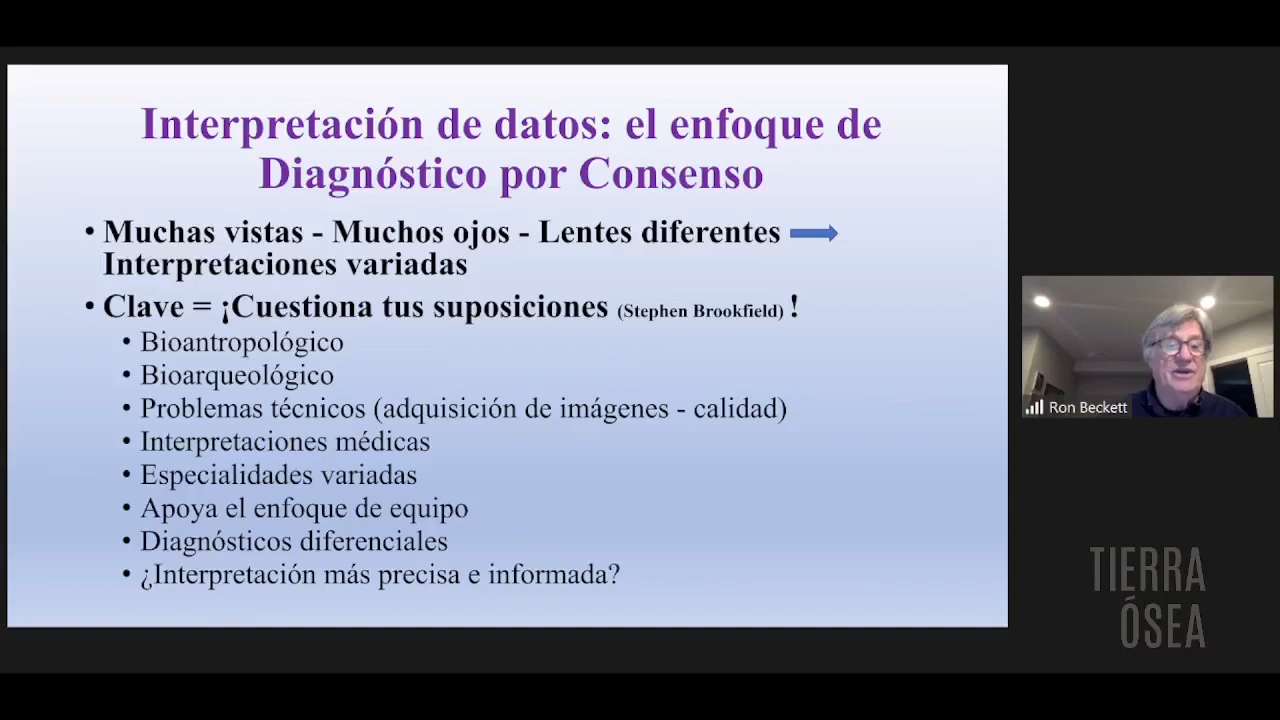 Interpretación de datos: el enfoque de
Diagnóstico por Consenso
• Muchas vistas - Muchos ojos - Lentes diferentes
Interpretaciones variadas
• Clave = ¡Cuestiona tus suposiciones (Stephen Brookfield) !
• Bioantropológico
• Bioarqueológico
• Problemas técnicos (adquisición de imágenes - calidad)
• Interpretaciones médicas
• Especialidades variadas
• Apoya el enfoque de equipo
• Diagnósticos diferenciales
• ¿Interpretación más precisa e informada?
Ron Beckett
TIERRA
ÓSEA